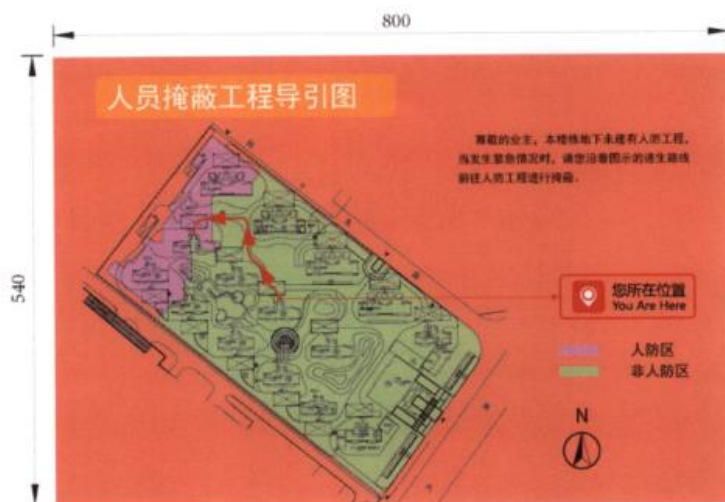 800
540
人员掩蔽工程导引图
尊敬的业主，本楼栋地下未建有人防工程，
当发生紧急情况时，请您沿着图示的逃生路线
前往人防工程进行掩蔽。
您所在位置
You Are Here
人防区
非人防区
N